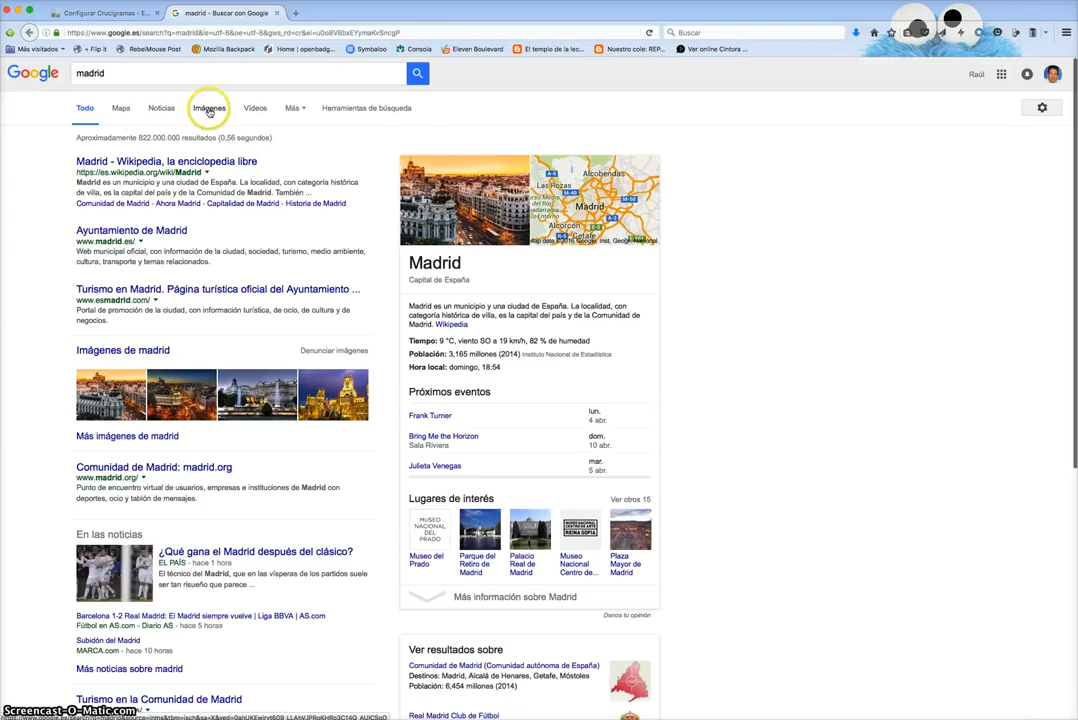 Configurar Crucigramas - E...
madrid - Buscar con Google
https://www.google.es/search?q=madrid&ie=utf-8&oe=utf-8&gws_rd=cr&ei=u0oBV8bxEYymaKvSncgP
Buscar
Más visitados
+ Flip it
RebelMouse Post
Mozilla Backpack
Home | openbadg...
Symbaloo
Consola
Eleven Boulevard
El templo de la lec...
Nuestro cole: REP...
Ver online Cintora ...
Google
madrid
Raúl
Todo Maps Noticias Imágenes Vídeos Más Herramientas de búsqueda
Aproximadamente 822.000.000 resultados (0,56 segundos)
Madrid - Wikipedia, la enciclopedia libre
https://es.wikipedia.org/wiki/Madrid
Madrid es un municipio y una ciudad de España. La localidad, con categoría histórica
de villa, es la capital del país y de la Comunidad de Madrid. También ...
Comunidad de Madrid - Ahora Madrid - Capitalidad de Madrid - Historia de Madrid
Ayuntamiento de Madrid
www.madrid.es/
Web municipal oficial, con información de la ciudad, sociedad, turismo, medio ambiente,
cultura, transporte y temas relacionados.
Turismo en Madrid. Página turística oficial del Ayuntamiento ...
www.esmadrid.com/
Portal de promoción de la ciudad, con información turística, de ocio, de cultura y de
negocios.
Imágenes de madrid
Denunciar imágenes
Más imágenes de madrid
Comunidad de Madrid: madrid.org
www.madrid.org/
Punto de encuentro virtual de usuarios, empresas e instituciones de Madrid con
deportes, ocio y tablón de mensajes.
En las noticias
¿Qué gana el Madrid después del clásico?
EL PAÍS - hace 1 hora
El técnico del Madrid, que en las vísperas de los partidos suele
ser tan risueño que parece ...
Barcelona 1-2 Real Madrid: El Madrid siempre vuelve | Liga BBVA | AS.com
Fútbol en AS.com - Diario AS - hace 5 horas
Subidón del Madrid
MARCA.com - hace 10 horas
Más noticias sobre madrid
Turismo en la Comunidad de Madrid
Alcobendas
A-6
A-1
Las Rozas
M-40
M-50
Madrid
Alcorcón
Getafe
Madrid
Capital de España
Madrid es un municipio y una ciudad de España. La localidad, con
categoría histórica de villa, es la capital del país y de la Comunidad de
Madrid. Wikipedia
Tiempo: 9 °C, viento SO a 19 km/h, 82 % de humedad
Población: 3,165 millones (2014) Instituto Nacional de Estadística
Hora local: domingo, 18:54
Próximos eventos
Frank Turner
lun.
4 abr.
Bring Me the Horizon
Sala Riviera
dom.
10 abr.
Julieta Venegas
mar.
5 abr.
Lugares de interés
Ver otros 15
MUSEO
NACIONAL
DEL
PRADO
Museo del
Prado
Parque del
Retiro de
Madrid
Palacio
Real de
Madrid
Museo
Nacional
Centro de...
Plaza
Mayor de
Madrid
Más información sobre Madrid
Danos tu opinión
Ver resultados sobre
Comunidad de Madrid (Comunidad autónoma de España)
Destinos: Madrid, Alcalá de Henares, Getafe, Móstoles
Población: 6,454 millones (2014)
Real Madrid Club de Fútbol
Screencast-O-Matic.com